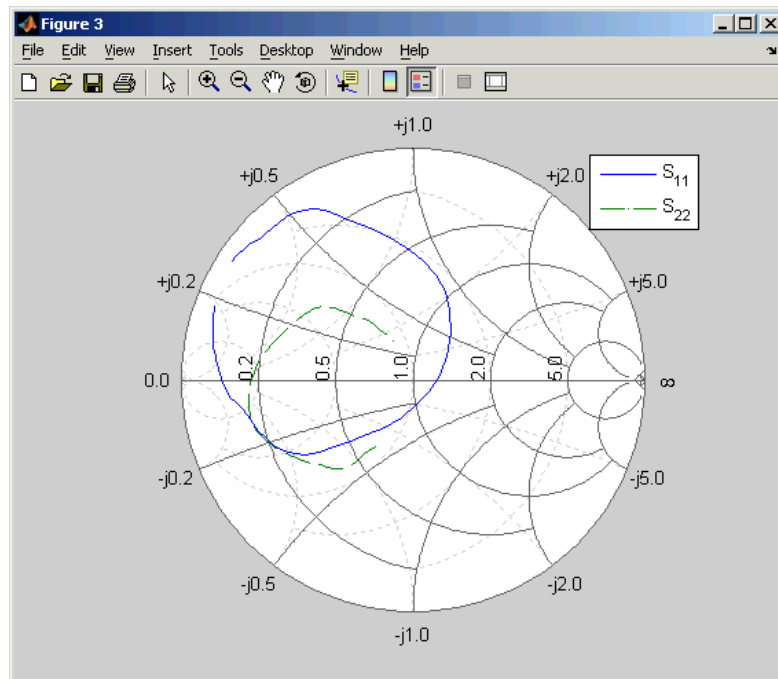 Figure 3
File Edit View Insert Tools Desktop Window Help
+j1.0
+j0.5
+j2.0
S11
S22
+j0.2
+j5.0
0.0
0.2
0.5
1.0
2.0
5.0
∞
-j0.2
-j5.0
-j0.5
-j2.0
-j1.0